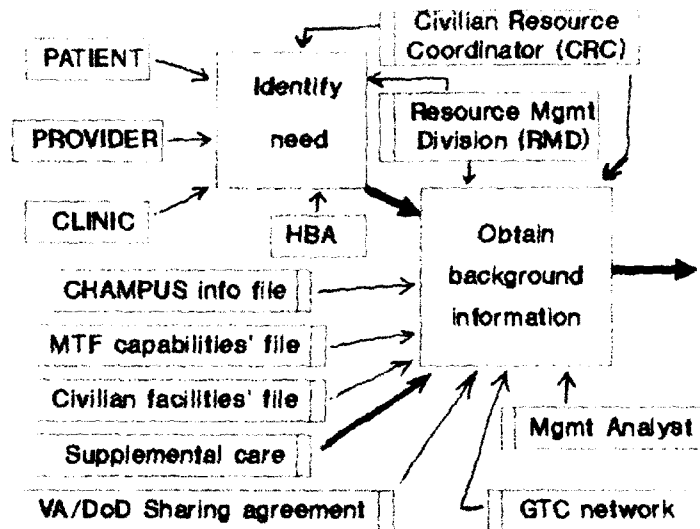 Civilian Resource
Coordinator (CRC)
PATIENT
Identify
need
Resource Mgmt
Division (RMD)
PROVIDER
CLINIC
HBA
Obtain
background
information
CHAMPUS info file
MTF capabilities' file
Civilian facilities' file
Supplemental care
Mgmt Analyst
VA/DoD Sharing agreement
GTC network